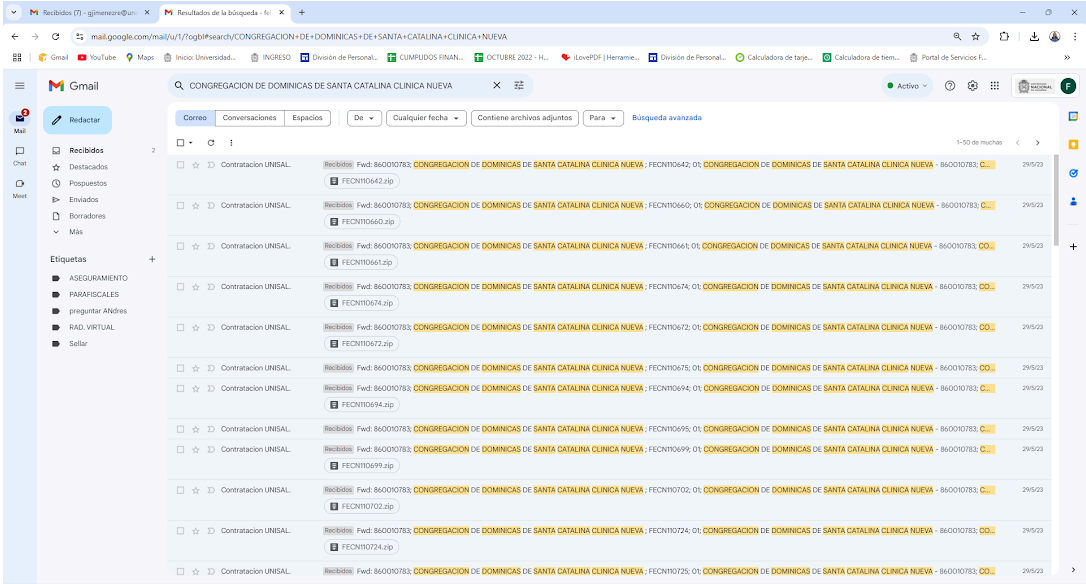 Recibidos (7) - gjimenezre@un
Resultados de la búsqueda - fe
mail.google.com/mail/u/1/?ogbl#search/CONGREGACION+DE+DOMINICAS+DE+SANTA+CATALINA+CLINICA+NUEVA
Gmail YouTube Maps Inicio: Universidad... INGRESO División de Personal... CUMPLIDOS FINAN... OCTUBRE 2022 - H... iLovePDF | Herramie... División de Personal... Calculadora de tarje... Calculadora de tiem... Portal de Servicios F...
Gmail
CONGREGACION DE DOMINICAS DE SANTA CATALINA CLINICA NUEVA
Activo
F
2
Mail
Chat
Meet
Redactar
Recibidos 2
Destacados
Pospuestos
Enviados
Borradores
Más
Etiquetas
ASEGURAMIENTO
PARAFISCALES
preguntar ANdres
RAD. VIRTUAL
Sellar
Correo Conversaciones Espacios De Cualquier fecha Contiene archivos adjuntos Para Búsqueda avanzada
1-50 de muchas
Contratacion UNISAL. Recibidos Fwd: 860010783; CONGREGACION DE DOMINICAS DE SANTA CATALINA CLINICA NUEVA ; FECN110642; 01; CONGREGACION DE DOMINICAS DE SANTA CATALINA CLINICA NUEVA - 860010783; C... 29/5/23
FECN110642.zip
Contratacion UNISAL. Recibidos Fwd: 860010783; CONGREGACION DE DOMINICAS DE SANTA CATALINA CLINICA NUEVA ; FECN110660; 01; CONGREGACION DE DOMINICAS DE SANTA CATALINA CLINICA NUEVA - 860010783; C... 29/5/23
FECN110660.zip
Contratacion UNISAL. Recibidos Fwd: 860010783; CONGREGACION DE DOMINICAS DE SANTA CATALINA CLINICA NUEVA ; FECN110661; 01; CONGREGACION DE DOMINICAS DE SANTA CATALINA CLINICA NUEVA - 860010783; CO... 29/5/23
FECN110661.zip
Contratacion UNISAL. Recibidos Fwd: 860010783; CONGREGACION DE DOMINICAS DE SANTA CATALINA CLINICA NUEVA ; FECN110674; 01; CONGREGACION DE DOMINICAS DE SANTA CATALINA CLINICA NUEVA - 860010783; CO... 29/5/23
FECN110674.zip
Contratacion UNISAL. Recibidos Fwd: 860010783; CONGREGACION DE DOMINICAS DE SANTA CATALINA CLINICA NUEVA ; FECN110672; 01; CONGREGACION DE DOMINICAS DE SANTA CATALINA CLINICA NUEVA - 860010783; CO... 29/5/23
FECN110672.zip
Contratacion UNISAL. Recibidos Fwd: 860010783; CONGREGACION DE DOMINICAS DE SANTA CATALINA CLINICA NUEVA ; FECN110675; 01; CONGREGACION DE DOMINICAS DE SANTA CATALINA CLINICA NUEVA - 860010783; CO... 29/5/23
Contratacion UNISAL. Recibidos Fwd: 860010783; CONGREGACION DE DOMINICAS DE SANTA CATALINA CLINICA NUEVA ; FECN110694; 01; CONGREGACION DE DOMINICAS DE SANTA CATALINA CLINICA NUEVA - 860010783; CO... 29/5/23
FECN110694.zip
Contratacion UNISAL. Recibidos Fwd: 860010783; CONGREGACION DE DOMINICAS DE SANTA CATALINA CLINICA NUEVA ; FECN110695; 01; CONGREGACION DE DOMINICAS DE SANTA CATALINA CLINICA NUEVA - 860010783; CO... 29/5/23
Contratacion UNISAL. Recibidos Fwd: 860010783; CONGREGACION DE DOMINICAS DE SANTA CATALINA CLINICA NUEVA ; FECN110699; 01; CONGREGACION DE DOMINICAS DE SANTA CATALINA CLINICA NUEVA - 860010783; CO... 29/5/23
FECN110699.zip
Contratacion UNISAL. Recibidos Fwd: 860010783; CONGREGACION DE DOMINICAS DE SANTA CATALINA CLINICA NUEVA ; FECN110702; 01; CONGREGACION DE DOMINICAS DE SANTA CATALINA CLINICA NUEVA - 860010783; C... 29/5/23
FECN110702.zip
Contratacion UNISAL. Recibidos Fwd: 860010783; CONGREGACION DE DOMINICAS DE SANTA CATALINA CLINICA NUEVA ; FECN110724; 01; CONGREGACION DE DOMINICAS DE SANTA CATALINA CLINICA NUEVA - 860010783; CO... 29/5/23
FECN110724.zip
Contratacion UNISAL. Recibidos Fwd: 860010783; CONGREGACION DE DOMINICAS DE SANTA CATALINA CLINICA NUEVA ; FECN110725; 01; CONGREGACION DE DOMINICAS DE SANTA CATALINA CLINICA NUEVA - 860010783; CO... 29/5/23